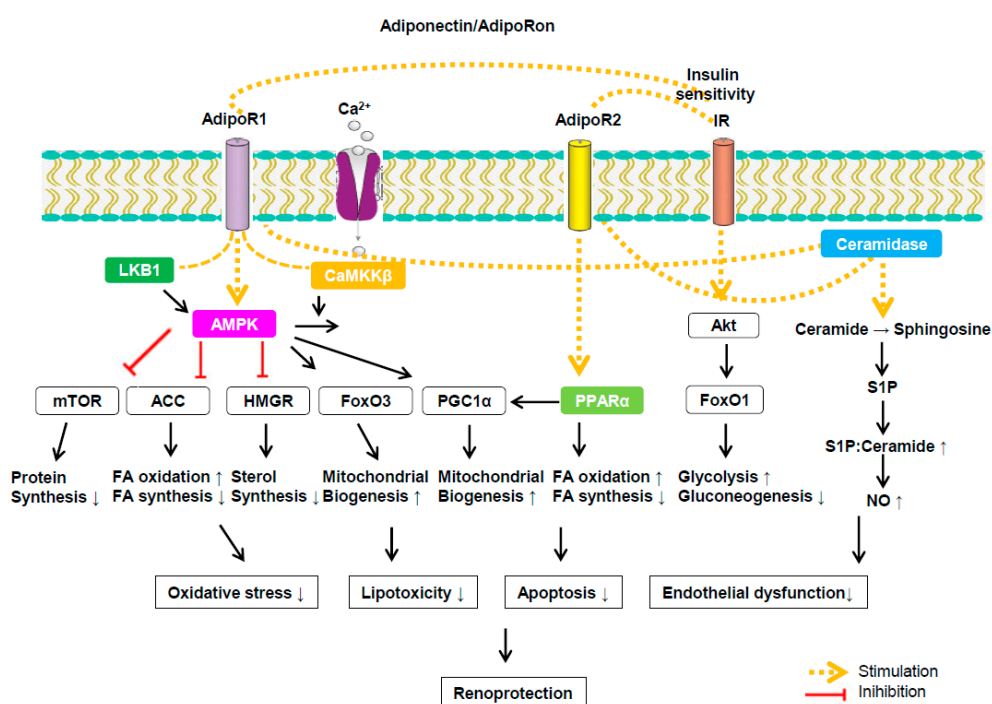 Adiponectin/AdipoRon
Insulin
sensitivity
Ca²⁺
AdipoR1
AdipoR2
IR
Ceramidase
LKB1
CaMKKβ
AMPK
Akt
Ceramide → Sphingosine
mTOR
ACC
HMGR
FoxO3
PGC1α
PPARα
FoxO1
S1P
S1P:Ceramide ↑
Protein
Synthesis ↓
FA oxidation ↑
FA synthesis ↓
Sterol
Synthesis ↓
Mitochondrial
Biogenesis ↑
Mitochondrial
Biogenesis ↑
FA oxidation ↑
FA synthesis ↓
Glycolysis ↑
Gluconeogenesis ↓
NO ↑
Oxidative stress ↓
Lipotoxicity ↓
Apoptosis ↓
Endothelial dysfunction↓
Renoprotection
Stimulation
Inihibition